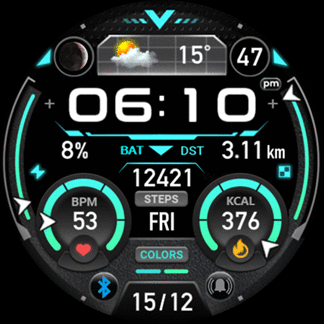 15° 47
06:10 pm
8% BAT DST 3.11 km
12421
STEPS
BPM
53
FRI
KCAL
376
COLORS
15/12